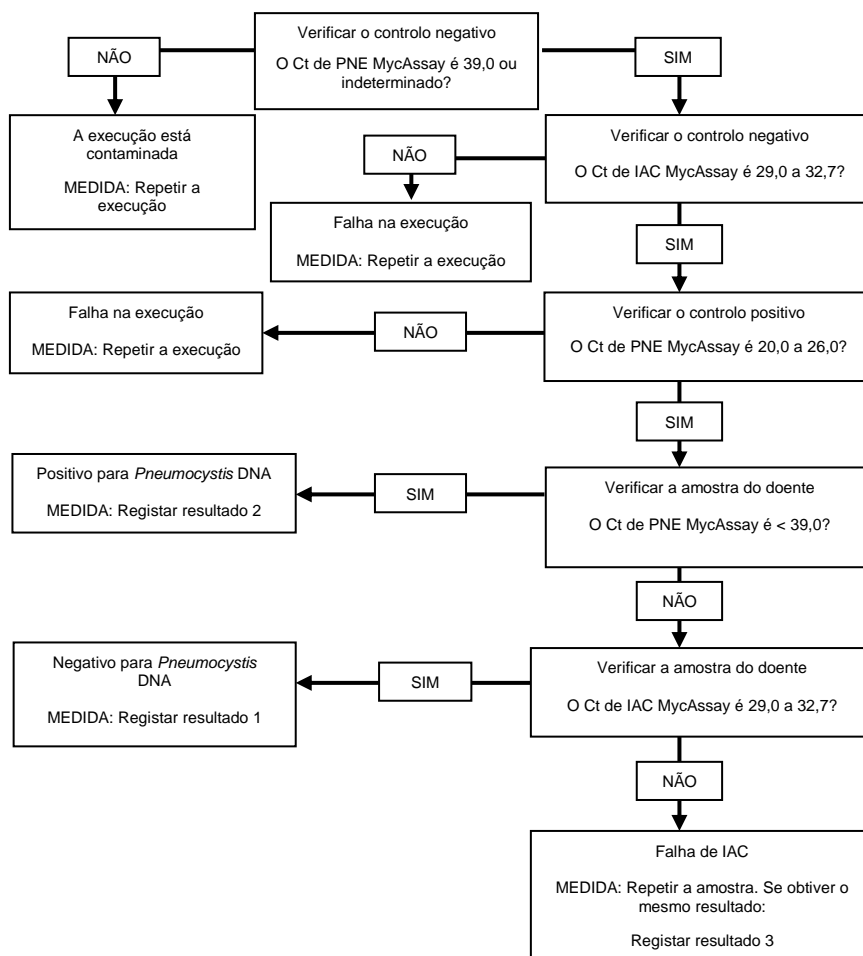 Verificar o controlo negativo
O Ct de PNE MycAssay é 39,0 ou
indeterminado?
NÃO
SIM
A execução está
contaminada
MEDIDA: Repetir a
execução
Verificar o controlo negativo
O Ct de IAC MycAssay é 29,0 a 32,7?
NÃO
Falha na execução
MEDIDA: Repetir a execução
SIM
Verificar o controlo positivo
O Ct de PNE MycAssay é 20,0 a 26,0?
NÃO
Falha na execução
MEDIDA: Repetir a execução
SIM
Verificar a amostra do doente
O Ct de PNE MycAssay é < 39,0?
SIM
Positivo para Pneumocystis DNA
MEDIDA: Registar resultado 2
NÃO
Verificar a amostra do doente
O Ct de IAC MycAssay é 29,0 a 32,7?
SIM
Negativo para Pneumocystis
DNA
MEDIDA: Registar resultado 1
NÃO
Falha de IAC
MEDIDA: Repetir a amostra. Se obtiver o
mesmo resultado:
Registar resultado 3